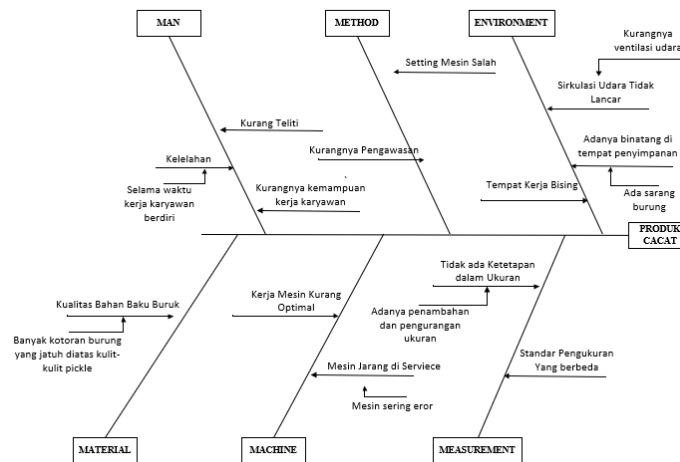 MAN
METHOD
ENVIRONMENT
Kurangnya
ventilasi udara
Setting Mesin Salah
Sirkulasi Udara Tidak
Lancar
Kurang Teliti
Kurangnya Pengawasan
Adanya binatang di
tempat penyimpanan
Kelelahan
Selama waktu
kerja karyawan
berdiri
Kurangnya kemampuan
kerja karyawan
Tempat Kerja Bising
Ada sarang
burung
PRODUK
CACAT
Tidak ada Ketetapan
dalam Ukuran
Kualitas Bahan Baku Buruk
Kerja Mesin Kurang
Optimal
Adanya penambahan
dan pengurangan
ukuran
Banyak kotoran burung
yang jatuh diatas kulit-
kulit pickle
Mesin Jarang di Serviece
Standar Pengukuran
Yang berbeda
Mesin sering eror
MATERIAL
MACHINE
MEASUREMENT